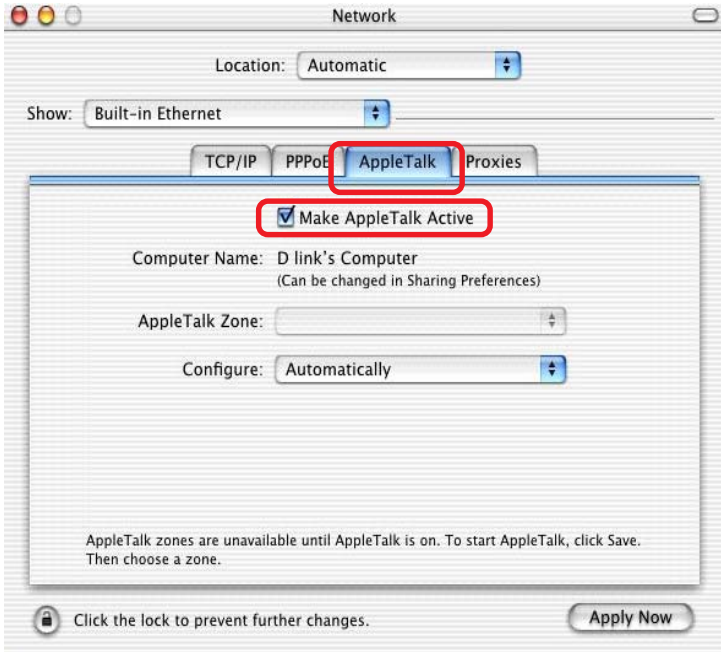 Network
Location: Automatic
Show: Built-in Ethernet
TCP/IP PPPoE AppleTalk Proxies
Make AppleTalk Active
Computer Name: D link's Computer
(Can be changed in Sharing Preferences)
AppleTalk Zone:
Configure: Automatically
AppleTalk zones are unavailable until AppleTalk is on. To start AppleTalk, click Save.
Then choose a zone.
Click the lock to prevent further changes.
Apply Now